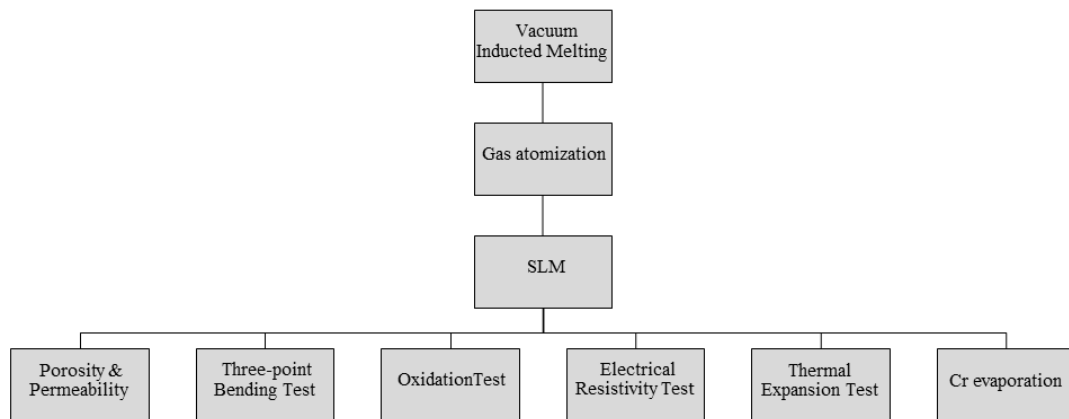 Vacuum
Inducted Melting
Gas atomization
SLM
Porosity &
Permeability
Three-point
Bending Test
OxidationTest
Electrical
Resistivity Test
Thermal
Expansion Test
Cr evaporation